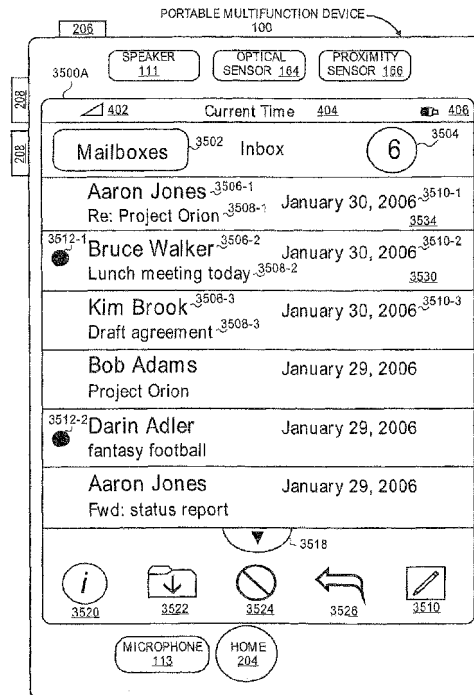 PORTABLE MULTIFUNCTION DEVICE
100
206
SPEAKER
111
OPTICAL
SENSOR 164
PROXIMITY
SENSOR 166
3500A
208
208
402
Current Time
404
406
Mailboxes
3502
Inbox
6
3504
Aaron Jones 3506-1
January 30, 2006 3510-1
Re: Project Orion 3508-1
3534
3512-1
Bruce Walker 3506-2
January 30, 2006 3510-2
Lunch meeting today 3508-2
3530
Kim Brook 3506-3
January 30, 2006 3510-3
Draft agreement 3508-3
Bob Adams
January 29, 2006
Project Orion
3512-2
Darin Adler
January 29, 2006
fantasy football
Aaron Jones
January 29, 2006
Fwd: status report
3518
i
3520
3522
3524
3526
3510
MICROPHONE
113
HOME
204